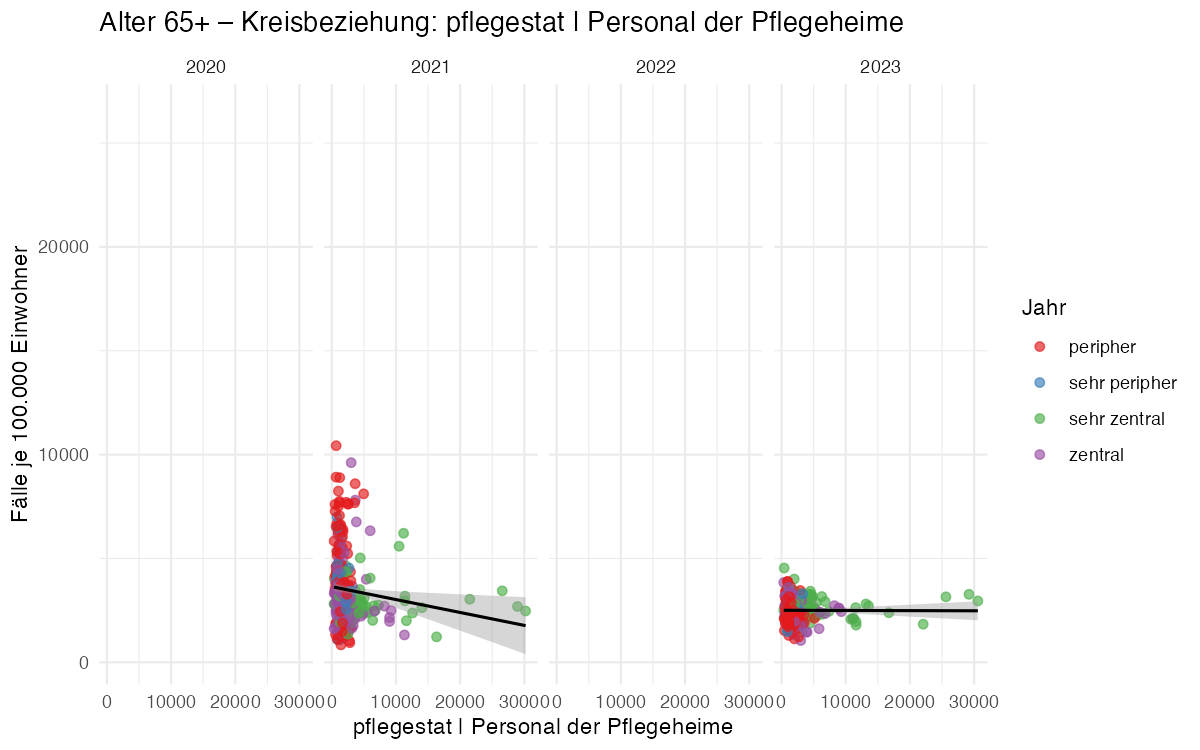 Alter 65+ – Kreisbeziehung: pflegestat | Personal der Pflegeheime
2020 2021 2022 2023
Fälle je 100.000 Einwohner
20000
10000
0
0 10000 20000 30000 0 10000 20000 30000 0 10000 20000 30000 0 10000 20000 30000
pflegestat | Personal der Pflegeheime
Jahr
peripher
sehr peripher
sehr zentral
zentral